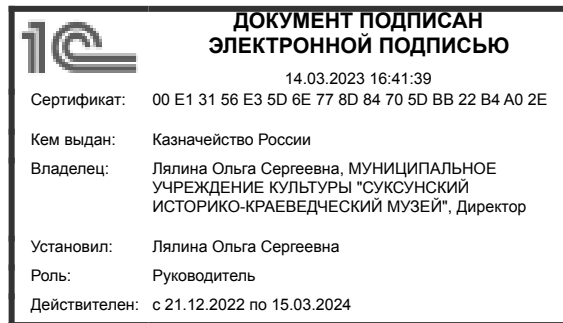 1С
ДОКУМЕНТ ПОДПИСАН
ЭЛЕКТРОННОЙ ПОДПИСЬЮ
14.03.2023 16:41:39
Сертификат: 00 E1 31 56 E3 5D 6E 77 8D 84 70 5D BB 22 B4 A0 2E
Кем выдан: Казначейство России
Владелец: Лялина Ольга Сергеевна, МУНИЦИПАЛЬНОЕ
УЧРЕЖДЕНИЕ КУЛЬТУРЫ "СУКСУНСКИЙ
ИСТОРИКО-КРАЕВЕДЧЕСКИЙ МУЗЕЙ", Директор
Установил: Лялина Ольга Сергеевна
Роль: Руководитель
Действителен: с 21.12.2022 по 15.03.2024